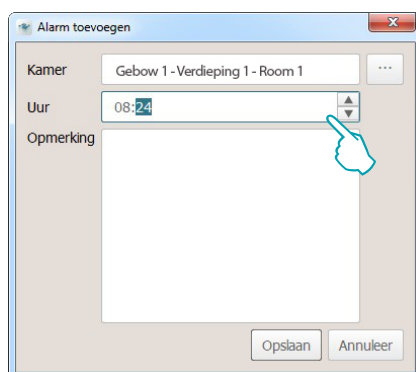 Alarm toevoegen
Kamer Gebow 1 - Verdieping 1 - Room 1 ...
Uur 08:24
Opmerking
Opslaan Annuleer